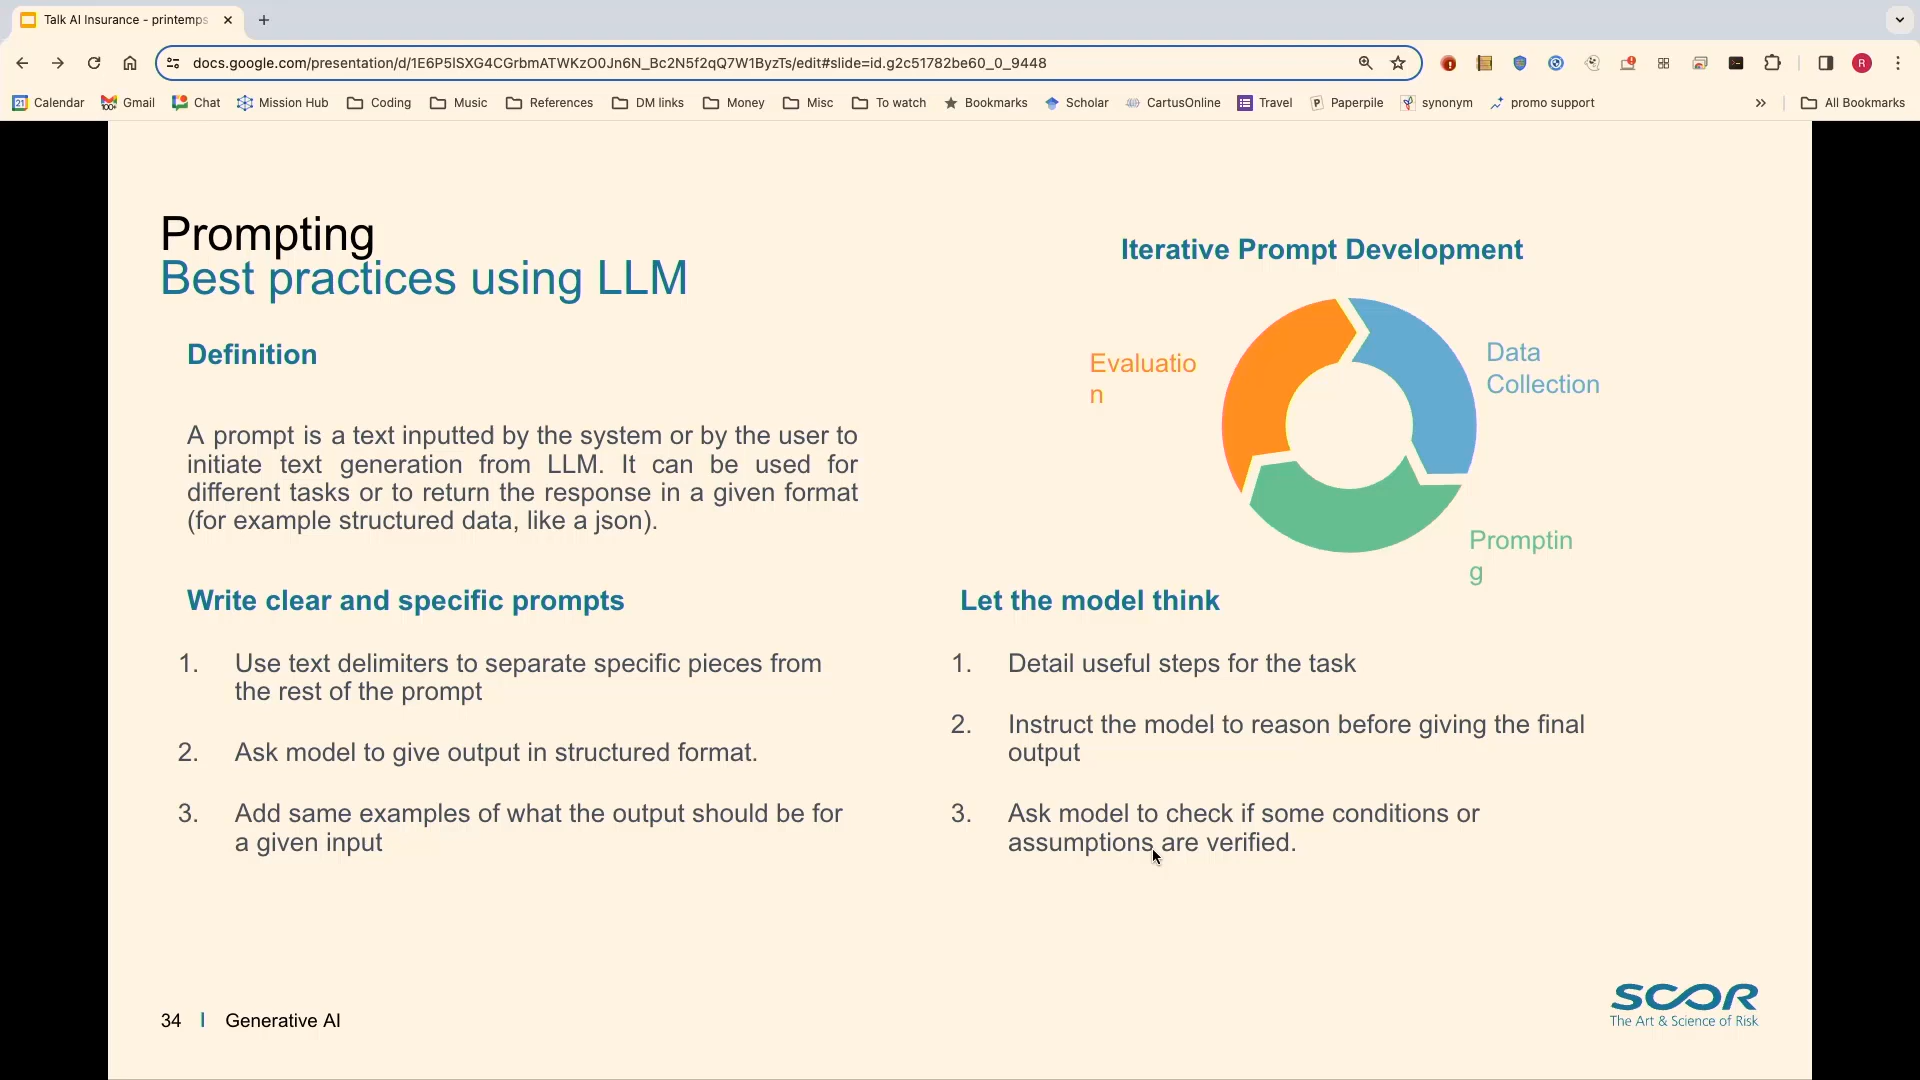 Talk AI Insurance - printemps
docs.google.com/presentation/d/1E6P5lSXG4CGrbmATWKzO0Jn6N_Bc2N5f2qQ7W1ByzTs/edit#slide=id.g2c51782be60_0_9448
R
Calendar
Gmail
Chat
Mission Hub
Coding
Music
References
DM links
Money
Misc
To watch
Bookmarks
Scholar
CartusOnline
Travel
Paperpile
synonym
promo support
All Bookmarks
Prompting
Best practices using LLM
Definition
A prompt is a text inputted by the system or by the user to
initiate text generation from LLM. It can be used for
different tasks or to return the response in a given format
(for example structured data, like a json).
Iterative Prompt Development
Evaluatio
n
Data
Collection
Promptin
g
Write clear and specific prompts
1. Use text delimiters to separate specific pieces from
the rest of the prompt
2. Ask model to give output in structured format.
3. Add same examples of what the output should be for
a given input
Let the model think
1. Detail useful steps for the task
2. Instruct the model to reason before giving the final
output
3. Ask model to check if some conditions or
assumptions are verified.
34 | Generative AI
SCOR
The Art & Science of Risk